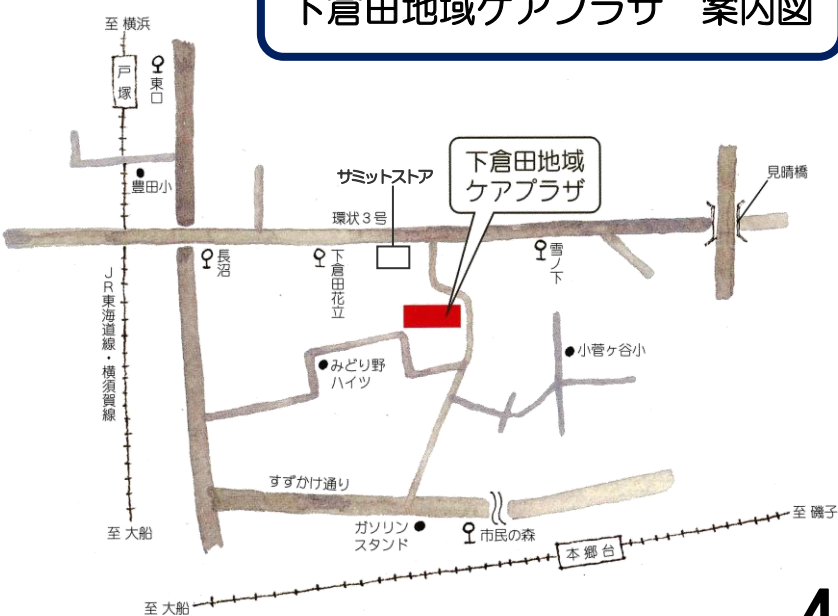 下倉田地域ケアプラザ 案内図
至 横浜
戸塚
東口
豊田小
サミットストア
下倉田地域
ケアプラザ
見晴橋
環状3号
長沼
下倉田花立
雪ノ下
JR東海道線・横須賀線
みどり野
ハイツ
小菅ヶ谷小
すずかけ通り
ガソリン
スタンド
市民の森
至 大船
本郷台
至 磯子
至 大船